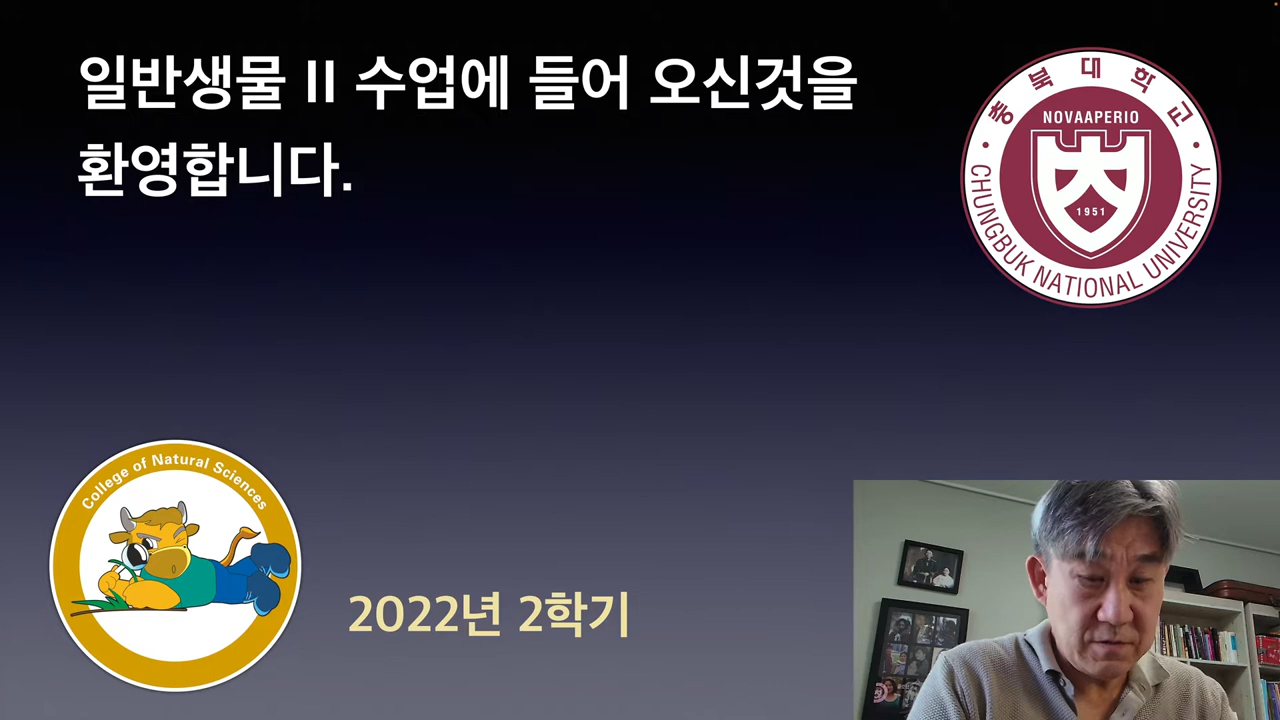 일반생물 II 수업에 들어 오신것을
환영합니다.
충북대학교
NOVAAPERIO
1951
CHUNGBUK NATIONAL UNIVERSITY
College of Natural Sciences
2022년 2학기